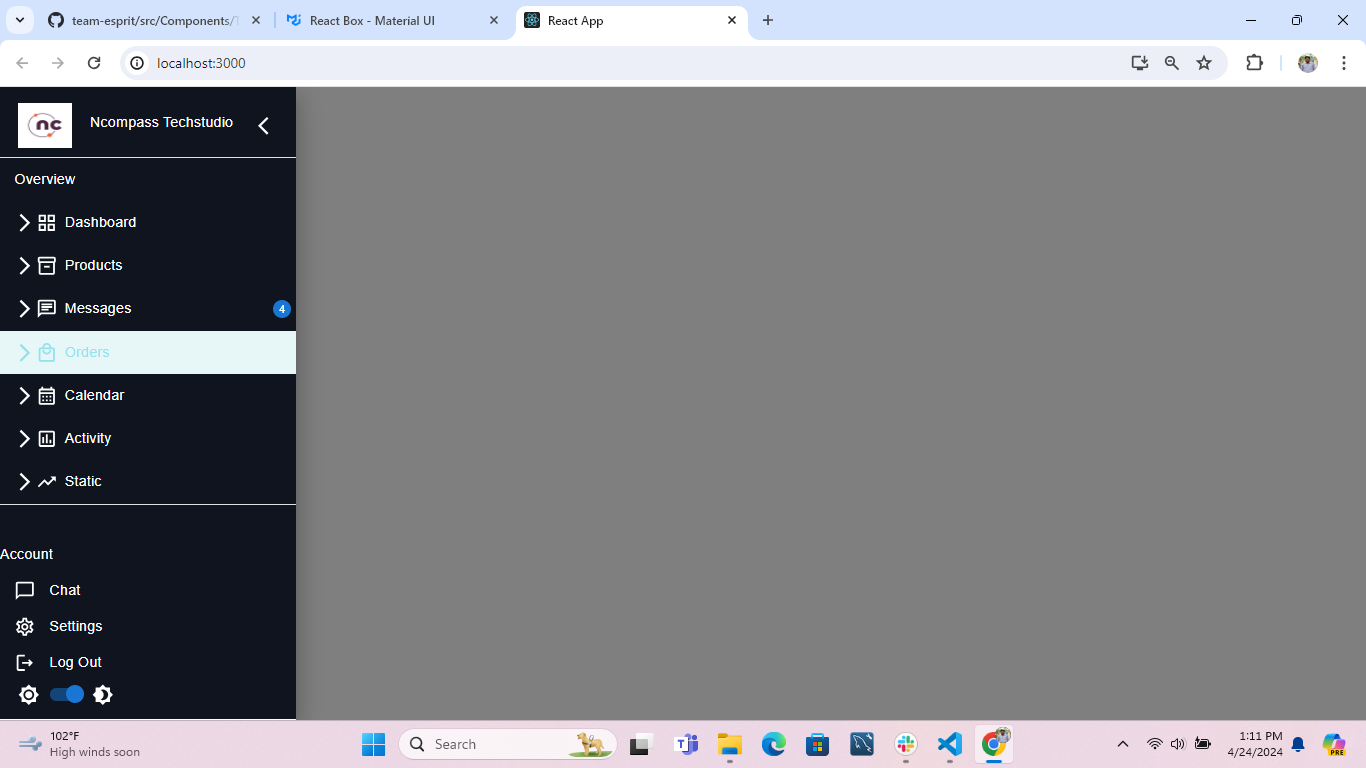 team-esprit/src/Components/T
React Box - Material UI
React App
localhost:3000
nc
Ncompass Techstudio
Overview
Dashboard
Products
Messages
4
Orders
Calendar
Activity
Static
Account
Chat
Settings
Log Out
102°F
High winds soon
Search
PRE
1:11 PM
4/24/2024